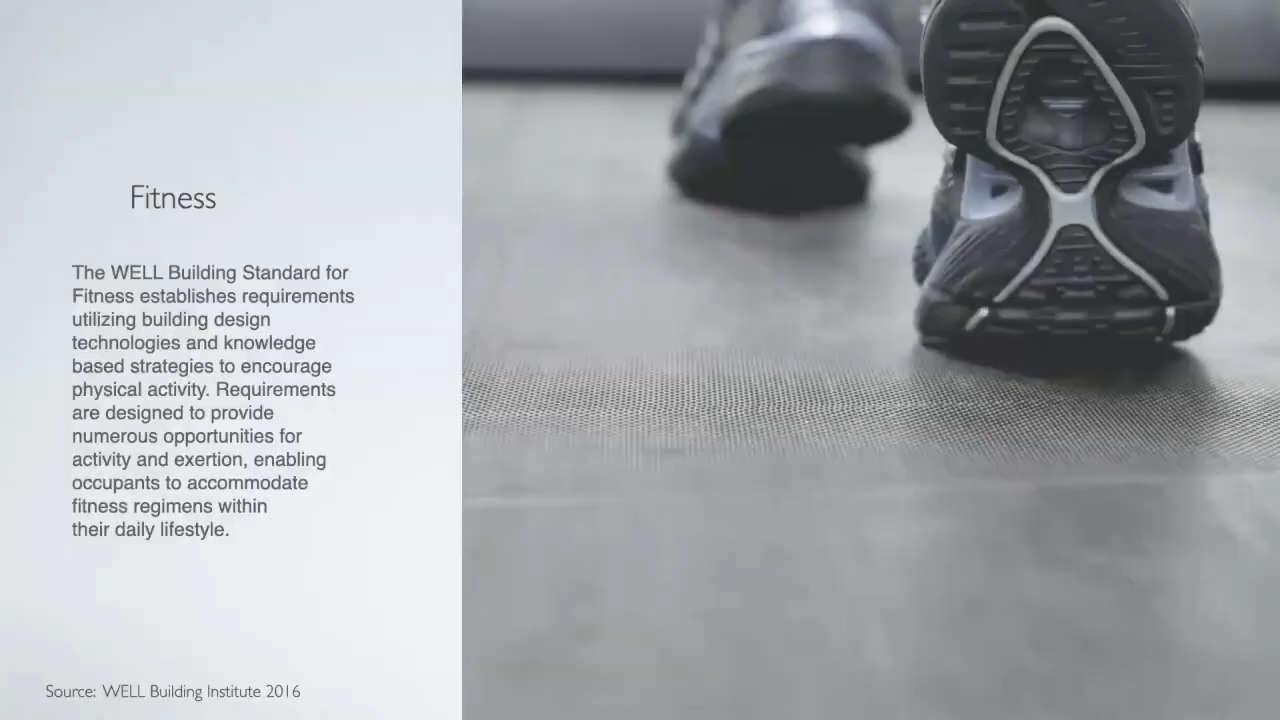 Fitness
The WELL Building Standard for
Fitness establishes requirements
utilizing building design
technologies and knowledge
based strategies to encourage
physical activity. Requirements
are designed to provide
numerous opportunities for
activity and exertion, enabling
occupants to accommodate
fitness regimens within
their daily lifestyle.
Source: WELL Building Institute 2016